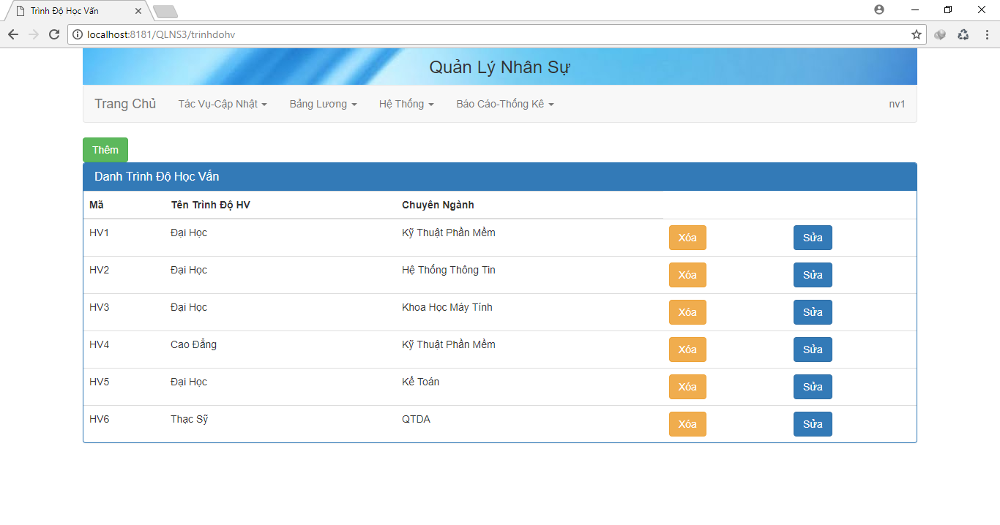 Trình Độ Học Vấn
localhost:8181/QLNS3/trinhdohv
Quản Lý Nhân Sự
Trang Chủ Tác Vụ-Cập Nhật Bảng Lương Hệ Thống Báo Cáo-Thống Kê nv1
Thêm
Danh Trình Độ Học Vấn
Mã Tên Trình Độ HV Chuyên Ngành
HV1 Đại Học Kỹ Thuật Phần Mềm Xóa Sửa
HV2 Đại Học Hệ Thống Thông Tin Xóa Sửa
HV3 Đại Học Khoa Học Máy Tính Xóa Sửa
HV4 Cao Đẳng Kỹ Thuật Phần Mềm Xóa Sửa
HV5 Đại Học Kế Toán Xóa Sửa
HV6 Thạc Sỹ QTDA Xóa Sửa